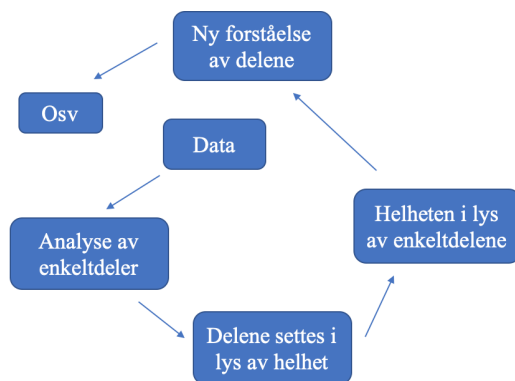 Ny forståelse
av delene
Osv
Data
Analyse av
enkeltdeler
Helheten i lys
av enkeltdelene
Delene settes i
lys av helhet